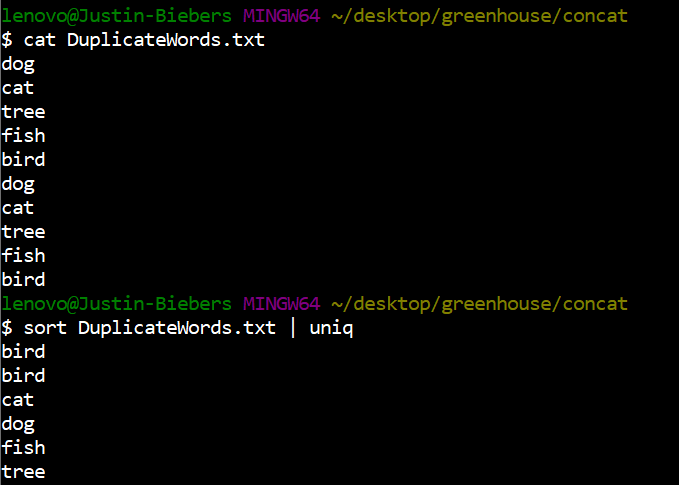 lenovo@Justin-Biebers MINGW64 ~/desktop/greenhouse/concat
$ cat DuplicateWords.txt
dog
cat
tree
fish
bird
dog
cat
tree
fish
bird
lenovo@Justin-Biebers MINGW64 ~/desktop/greenhouse/concat
$ sort DuplicateWords.txt | uniq
bird
bird
cat
dog
fish
tree